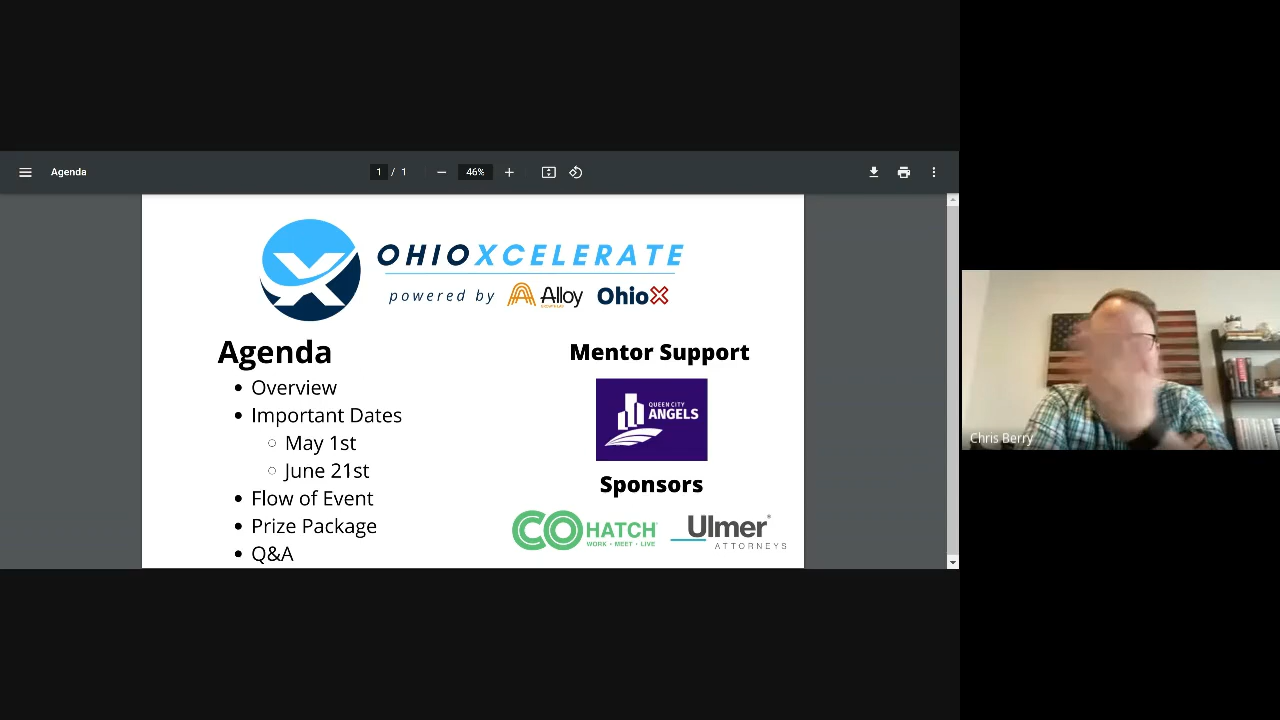 Agenda
1 / 1
46%
OHIOXCELERATE
powered by Alloy OhioX
Agenda
Overview
Important Dates
May 1st
June 21st
Flow of Event
Prize Package
Q&A
Mentor Support
QUEEN CITY
ANGELS
Sponsors
COHATCH
WORK • MEET • LIVE
Ulmer
ATTORNEYS
Chris Berry